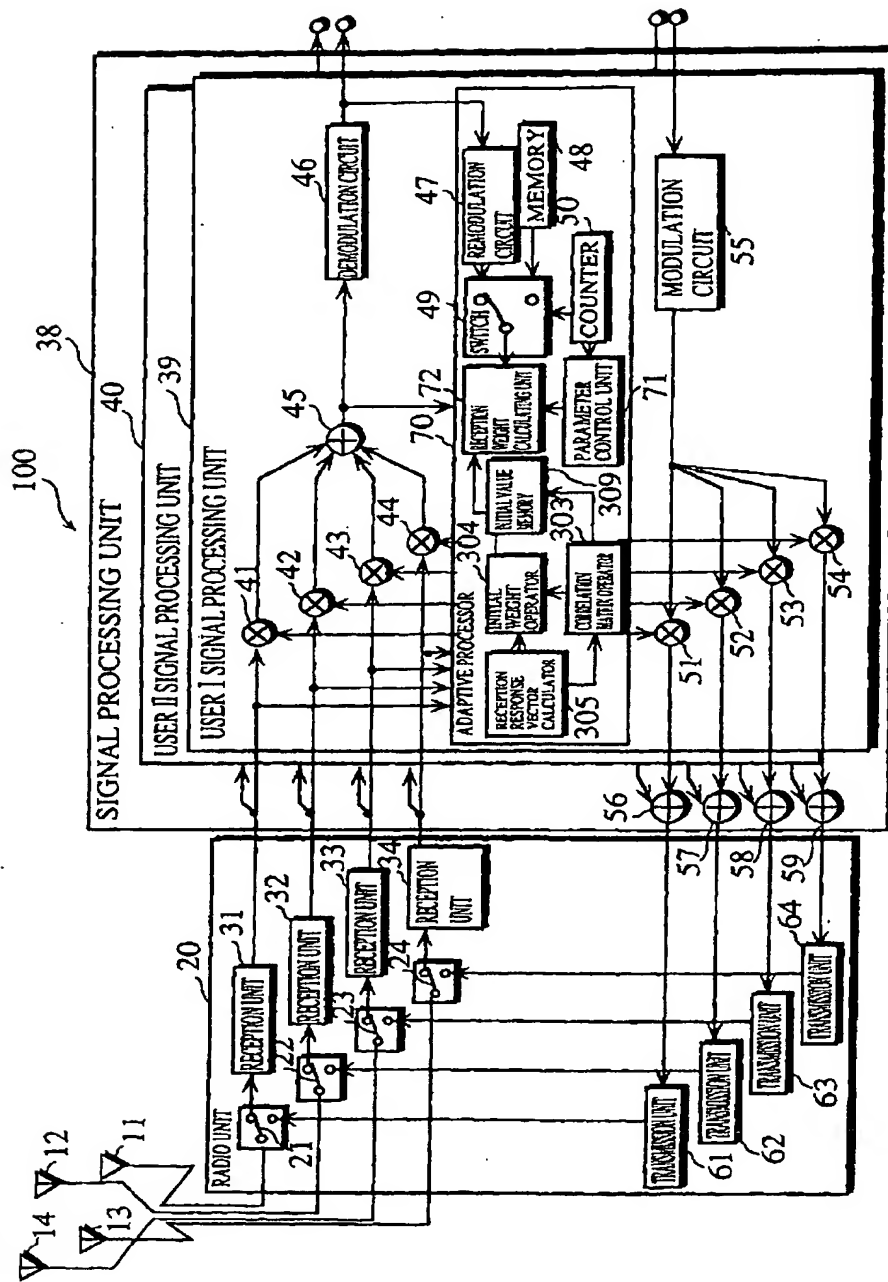 100
SIGNAL PROCESSING UNIT
38
40
USER II SIGNAL PROCESSING UNIT
39
USER I SIGNAL PROCESSING UNIT
46
DEMODULATION CIRCUIT
45
41
42
43
44
ADAPTIVE PROCESSOR
70
304
72
49
47
REMODULATION CIRCUIT
MEMORY
48
SWITCH
50
COUNTER
RECEPTION WEIGHT CALCULATING UNIT
PARAMETER CONTROL UNIT
71
INITIAL VALUE MEMORY
309
303
INITIAL WEIGHT OPERATOR
CORRELATION MATRIX OPERATOR
RECEPTION RESPONSE VECTOR CALCULATOR
305
MODULATION CIRCUIT
55
51
52
53
54
56
57
58
59
20
RADIO UNIT
31
RECEPTION UNIT
32
RECEPTION UNIT
33
RECEPTION UNIT
34
RECEPTION UNIT
21
22
23
24
61
TRANSMISSION UNIT
62
TRANSMISSION UNIT
63
TRANSMISSION UNIT
64
TRANSMISSION UNIT
14
12
13
11